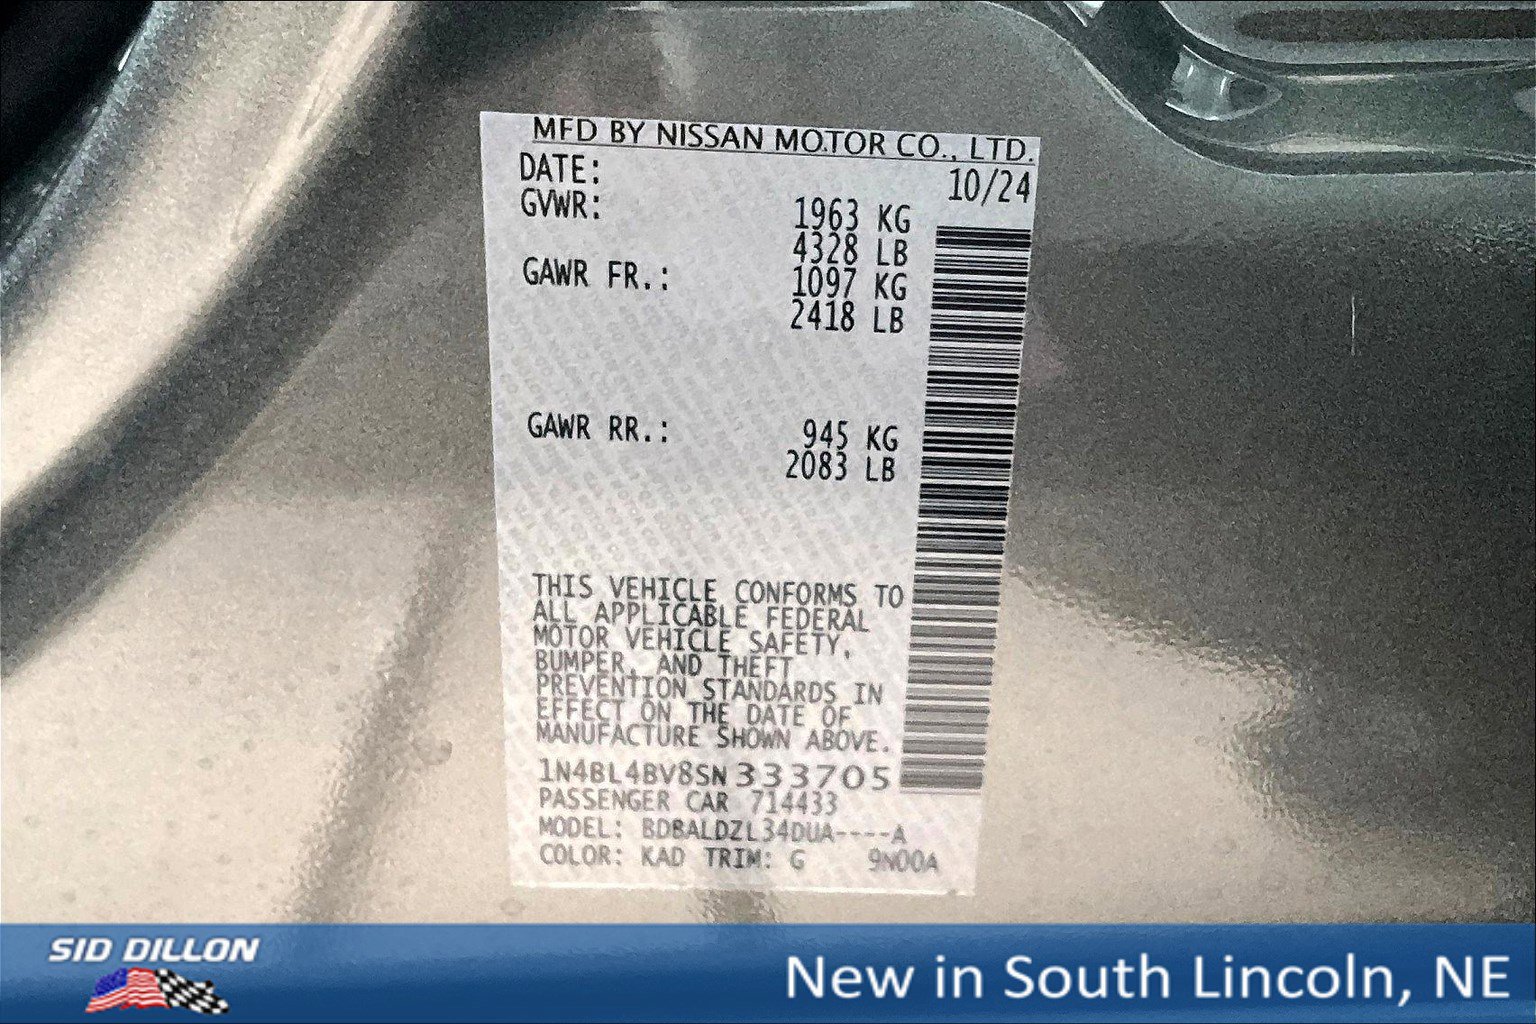 MFD BY NISSAN MOTOR CO., LTD.
DATE: 10/24
GVWR: 1963 KG
4328 LB
GAWR FR.: 1097 KG
2418 LB
GAWR RR.: 945 KG
2083 LB
THIS VEHICLE CONFORMS TO
ALL APPLICABLE FEDERAL
MOTOR VEHICLE SAFETY,
BUMPER, AND THEFT
PREVENTION STANDARDS IN
EFFECT ON THE DATE OF
MANUFACTURE SHOWN ABOVE.
1N4BL4BV8SN333705
PASSENGER CAR 714433
MODEL: BDBALDZL34DUA----A
COLOR: KAD TRIM: G 9N00A
SID DILLON
New in South Lincoln, NE